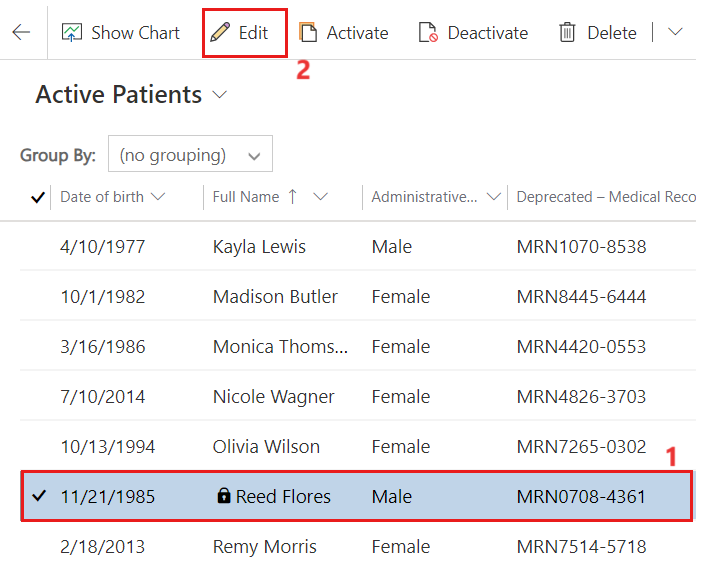 Show Chart Edit Activate Deactivate Delete
2
Active Patients
Group By: (no grouping)
Date of birth Full Name ↑ Administrative... Deprecated – Medical Reco
4/10/1977 Kayla Lewis Male MRN1070-8538
10/1/1982 Madison Butler Female MRN8445-6444
3/16/1986 Monica Thoms... Female MRN4420-0553
7/10/2014 Nicole Wagner Female MRN4826-3703
10/13/1994 Olivia Wilson Female MRN7265-0302
1
11/21/1985 Reed Flores Male MRN0708-4361
2/18/2013 Remy Morris Female MRN7514-5718